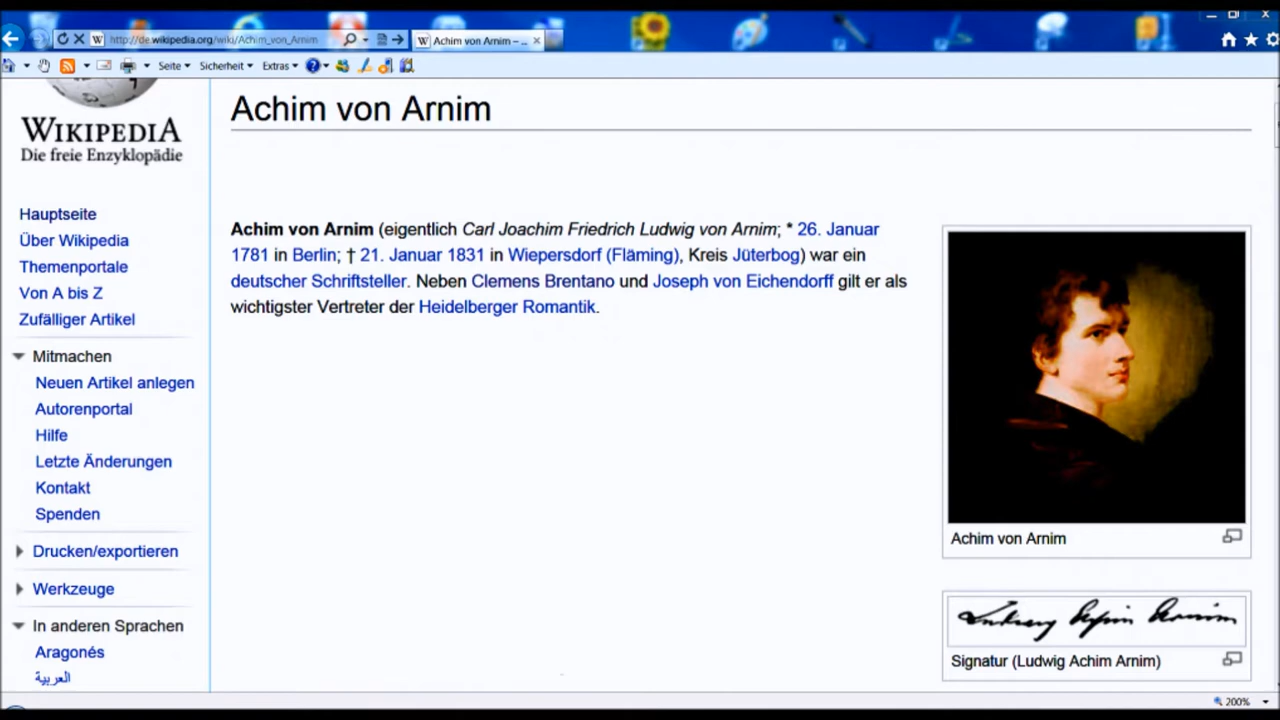 http://de.wikipedia.org/wiki/Achim_von_Arnim
W Achim von Arnim – ...
Seite
Sicherheit
Extras
WIKIPEDIA
Die freie Enzyklopädie
Hauptseite
Über Wikipedia
Themenportale
Von A bis Z
Zufälliger Artikel
Mitmachen
Neuen Artikel anlegen
Autorenportal
Hilfe
Letzte Änderungen
Kontakt
Spenden
Drucken/exportieren
Werkzeuge
In anderen Sprachen
Aragonés
العربية
Achim von Arnim
Achim von Arnim (eigentlich Carl Joachim Friedrich Ludwig von Arnim; * 26. Januar
1781 in Berlin; † 21. Januar 1831 in Wiepersdorf (Fläming), Kreis Jüterbog) war ein
deutscher Schriftsteller. Neben Clemens Brentano und Joseph von Eichendorff gilt er als
wichtigster Vertreter der Heidelberger Romantik.
Achim von Arnim
Ludwig Achim Arnim
Signatur (Ludwig Achim Arnim)
200%